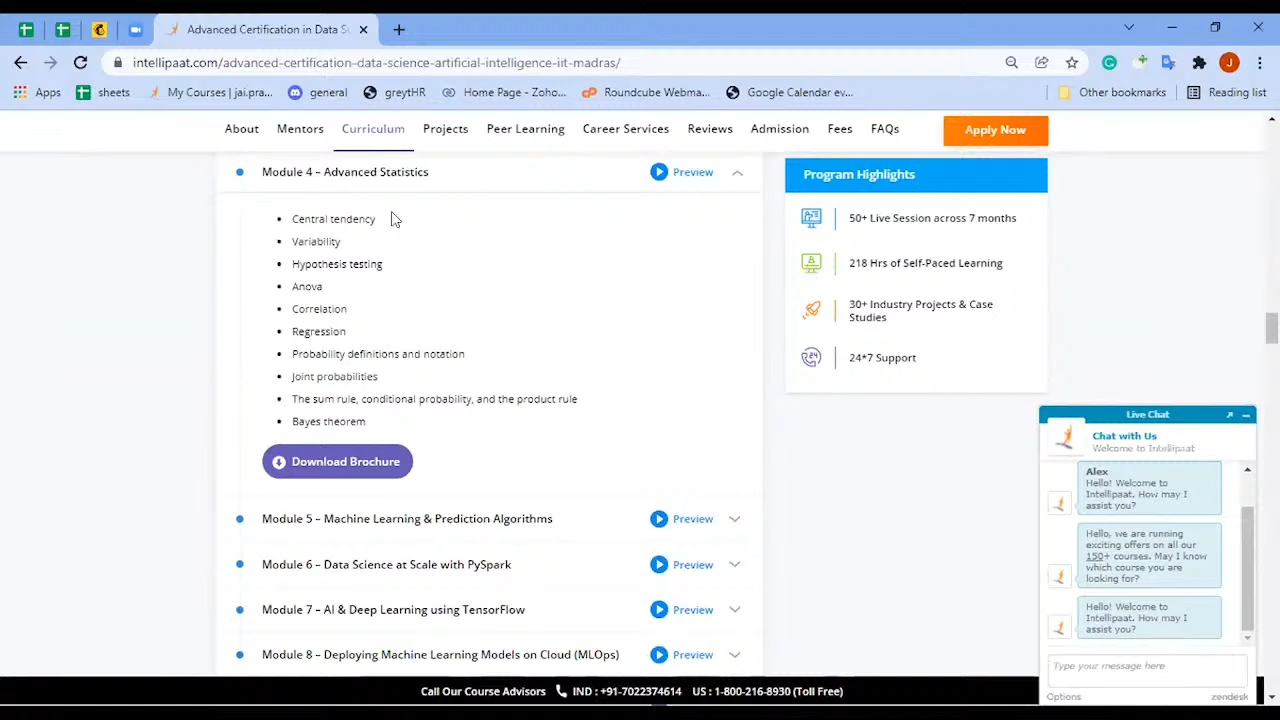 Advanced Certification in Data S
intellipaat.com/advanced-certification-data-science-artificial-intelligence-iit-madras/
J
Apps
sheets
My Courses | jai.pra...
general
greytHR
Home Page - Zoho...
Roundcube Webma...
Google Calendar ev...
Other bookmarks
Reading list
About
Mentors
Curriculum
Projects
Peer Learning
Career Services
Reviews
Admission
Fees
FAQs
Apply Now
Module 4 – Advanced Statistics
Preview
Central tendency
Variability
Hypothesis testing
Anova
Correlation
Regression
Probability definitions and notation
Joint probabilities
The sum rule, conditional probability, and the product rule
Bayes theorem
Download Brochure
Module 5 – Machine Learning & Prediction Algorithms
Preview
Module 6 – Data Science at Scale with PySpark
Preview
Module 7 – AI & Deep Learning using TensorFlow
Preview
Module 8 – Deploying Machine Learning Models on Cloud (MLOps)
Preview
Program Highlights
50+ Live Session across 7 months
218 Hrs of Self-Paced Learning
30+ Industry Projects & Case
Studies
24
24*7 Support
Live Chat
Chat with Us
Welcome to Intellipaat
Alex
Hello! Welcome to
Intellipaat. How may I
assist you?
Hello, we are running
exciting offers on all our
150+ courses. May I know
which course you are
looking for?
Hello! Welcome to
Intellipaat. How may I
assist you?
Type your message here
Options
zendesk
Call Our Course Advisors
IND : +91-7022374614
US : 1-800-216-8930 (Toll Free)